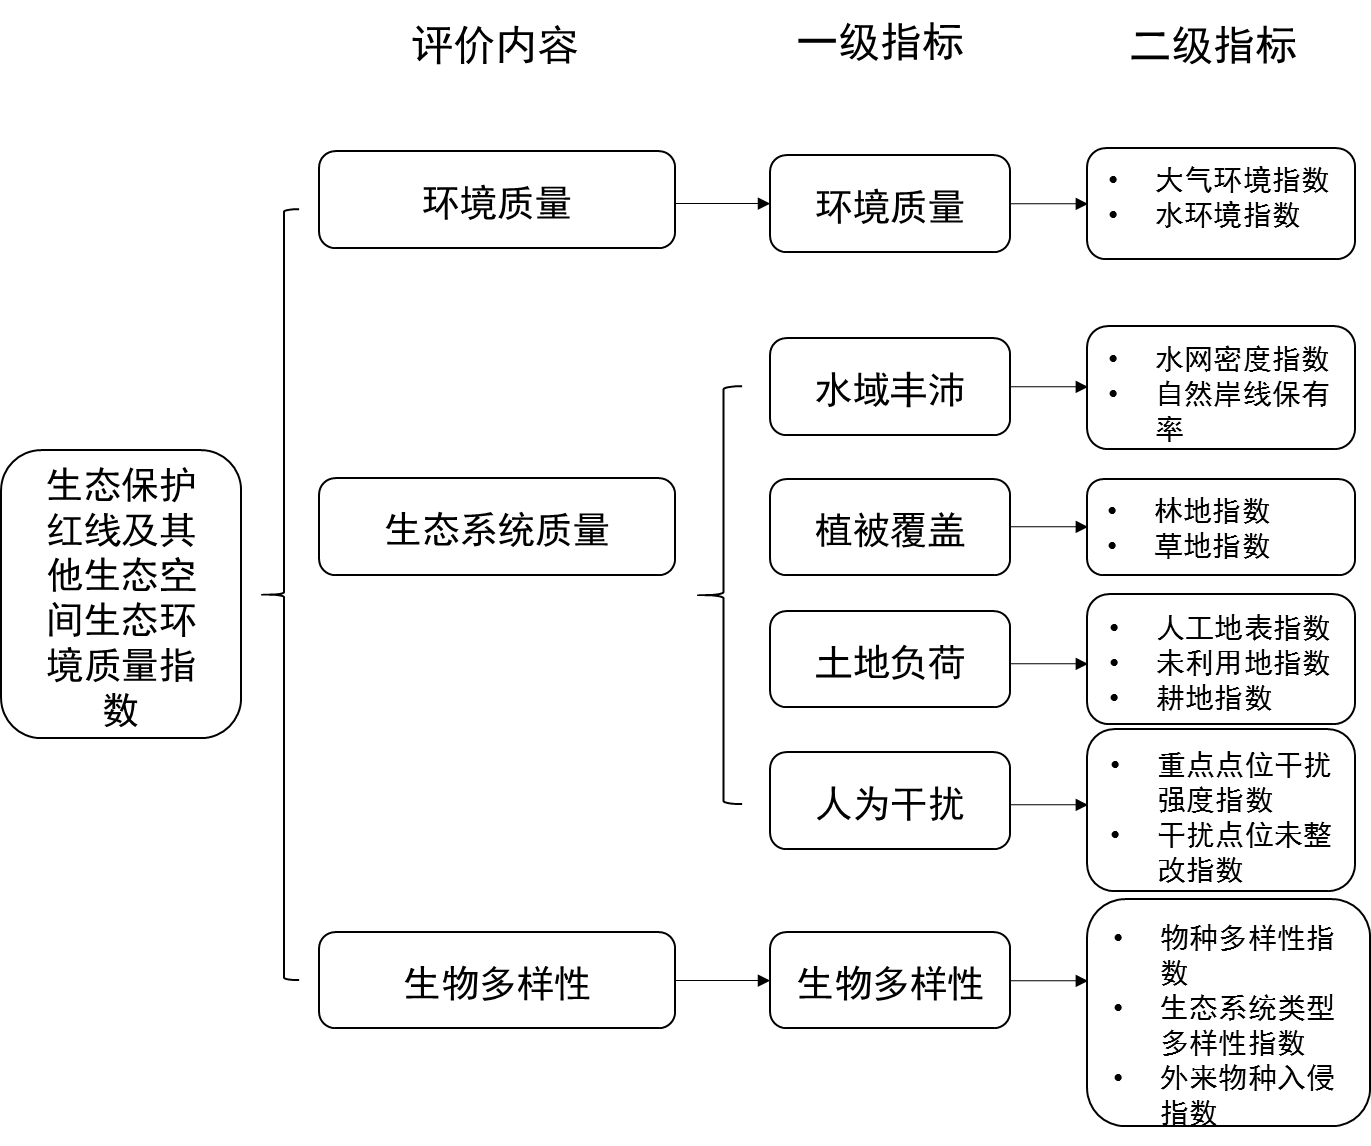 评价内容
一级指标
二级指标
生态保护
红线及其
他生态空
间生态环
境质量指
数
环境质量
环境质量
• 大气环境指数
• 水环境指数
生态系统质量
水域丰沛
• 水网密度指数
• 自然岸线保有
率
植被覆盖
• 林地指数
• 草地指数
土地负荷
• 人工地表指数
• 未利用地指数
• 耕地指数
人为干扰
• 重点点位干扰
强度指数
• 干扰点位未整
改指数
生物多样性
生物多样性
• 物种多样性指
数
• 生态系统类型
多样性指数
• 外来物种入侵
指数